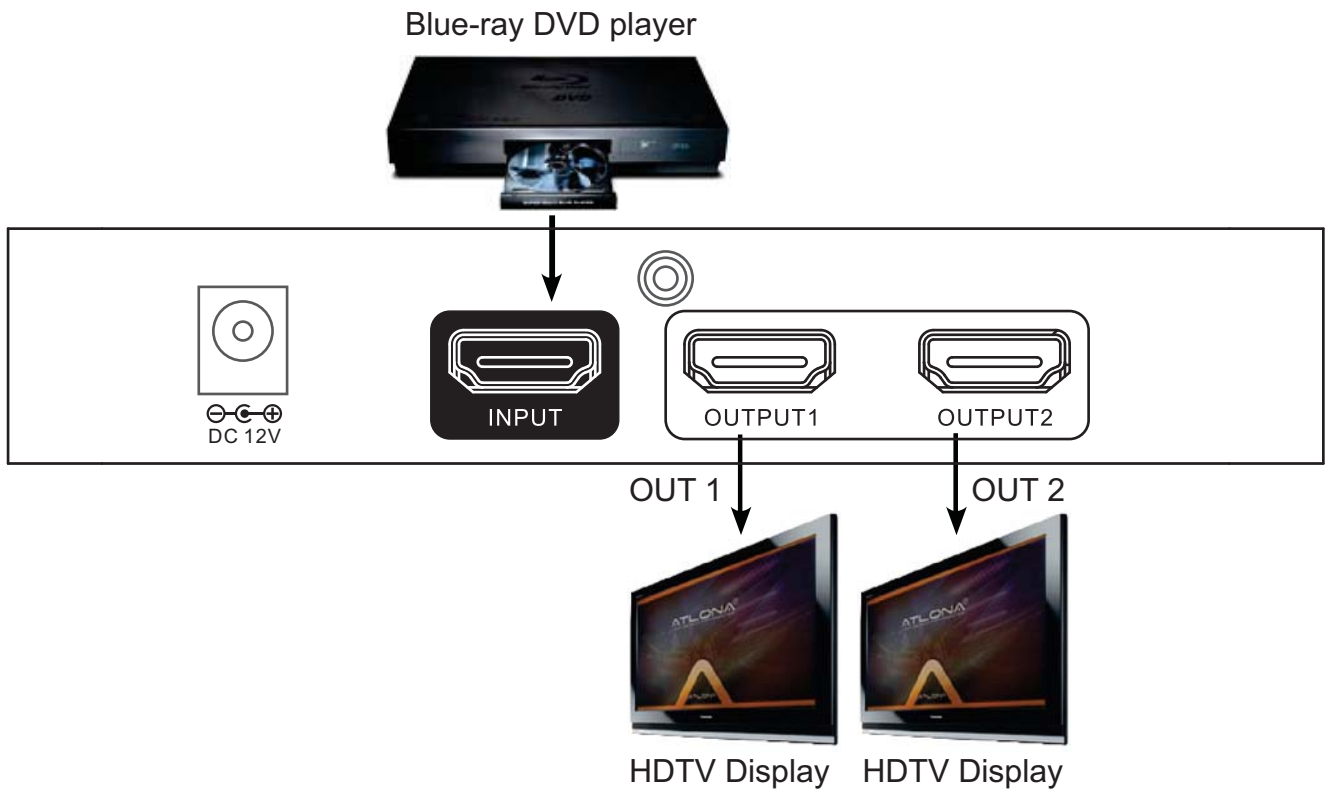 Blue-ray DVD player
DVD
DC 12V
INPUT
OUTPUT1
OUTPUT2
OUT 1
OUT 2
ATLONA®
ATLONA®
HDTV Display
HDTV Display